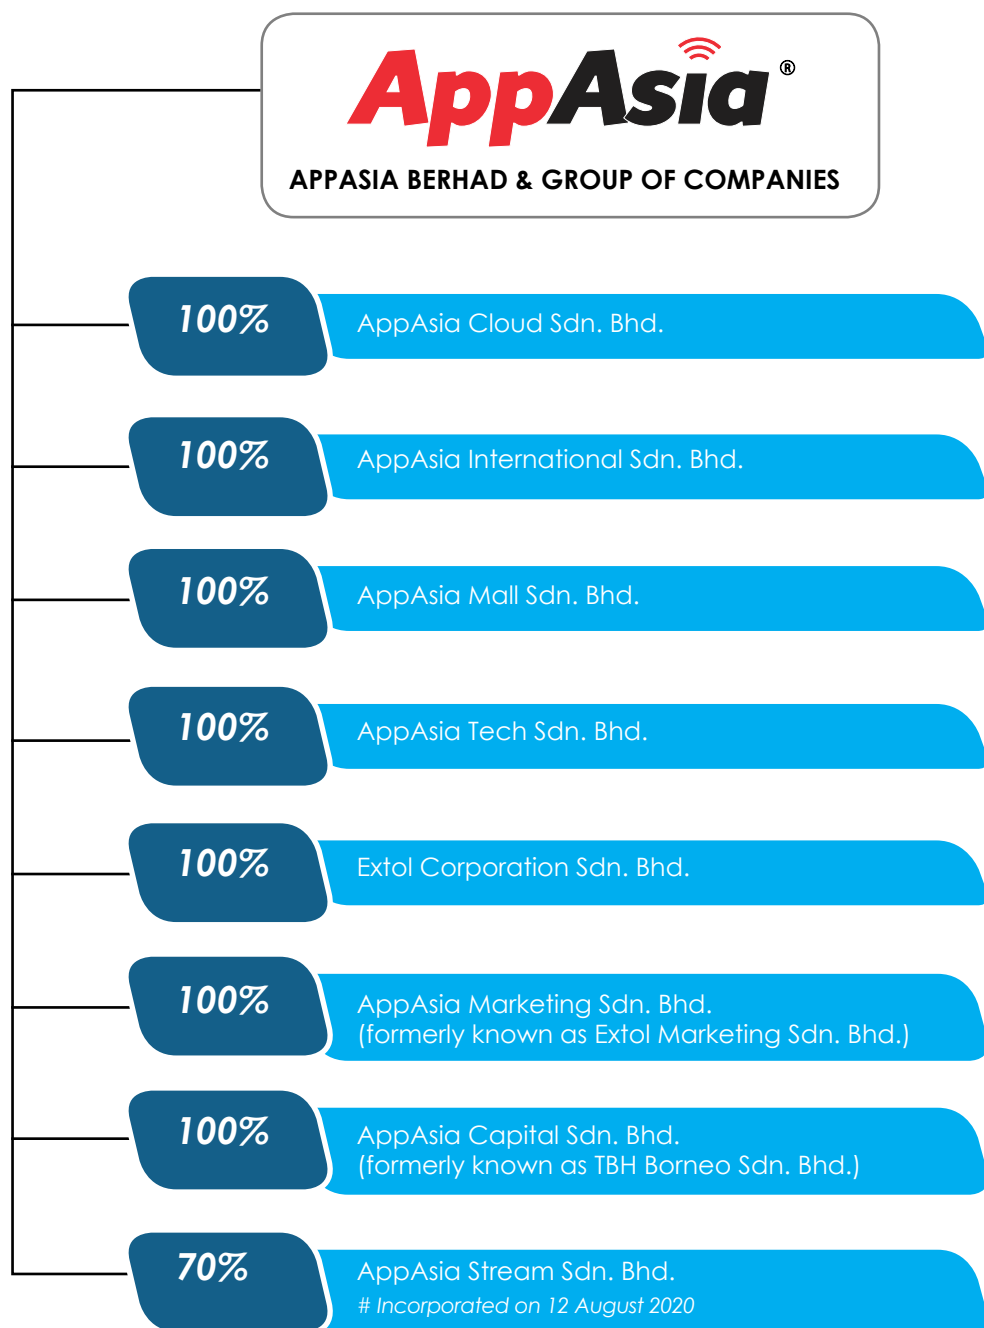 AppAsia®
APPASIA BERHAD & GROUP OF COMPANIES
100%
AppAsia Cloud Sdn. Bhd.
100%
AppAsia International Sdn. Bhd.
100%
AppAsia Mall Sdn. Bhd.
100%
AppAsia Tech Sdn. Bhd.
100%
Extol Corporation Sdn. Bhd.
100%
AppAsia Marketing Sdn. Bhd.
(formerly known as Extol Marketing Sdn. Bhd.)
100%
AppAsia Capital Sdn. Bhd.
(formerly known as TBH Borneo Sdn. Bhd.)
70%
AppAsia Stream Sdn. Bhd.
# Incorporated on 12 August 2020